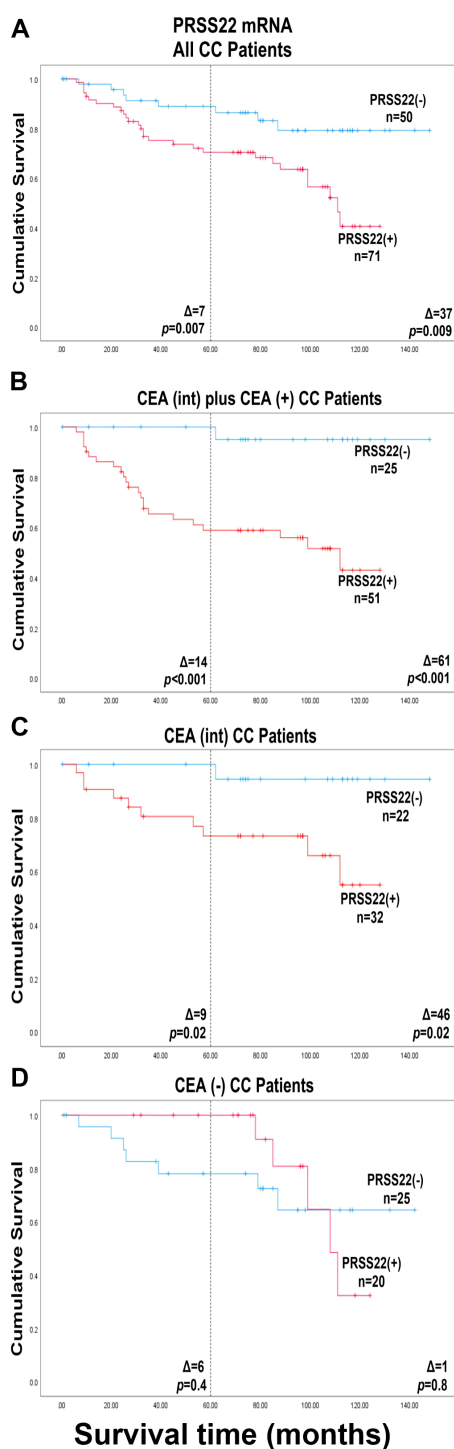 A
PRSS22 mRNA
All CC Patients
Cumulative Survival
1.0
0.8
0.6
0.4
0.2
0.0
PRSS22(-)
n=50
PRSS22(+)
n=71
Δ=7
p=0.007
Δ=37
p=0.009
.00 20.00 40.00 60.00 80.00 100.00 120.00 140.00
B
CEA (int) plus CEA (+) CC Patients
Cumulative Survival
1.0
0.8
0.6
0.4
0.2
0.0
PRSS22(-)
n=25
PRSS22(+)
n=51
Δ=14
p<0.001
Δ=61
p<0.001
.00 20.00 40.00 60.00 80.00 100.00 120.00 140.00
C
CEA (int) CC Patients
Cumulative Survival
1.0
0.8
0.6
0.4
0.2
0.0
PRSS22(-)
n=22
PRSS22(+)
n=32
Δ=9
p=0.02
Δ=46
p=0.02
.00 20.00 40.00 60.00 80.00 100.00 120.00 140.00
D
CEA (-) CC Patients
Cumulative Survival
1.0
0.8
0.6
0.4
0.2
0.0
PRSS22(-)
n=25
PRSS22(+)
n=20
Δ=6
p=0.4
Δ=1
p=0.8
.00 20.00 40.00 60.00 80.00 100.00 120.00 140.00
Survival time (months)